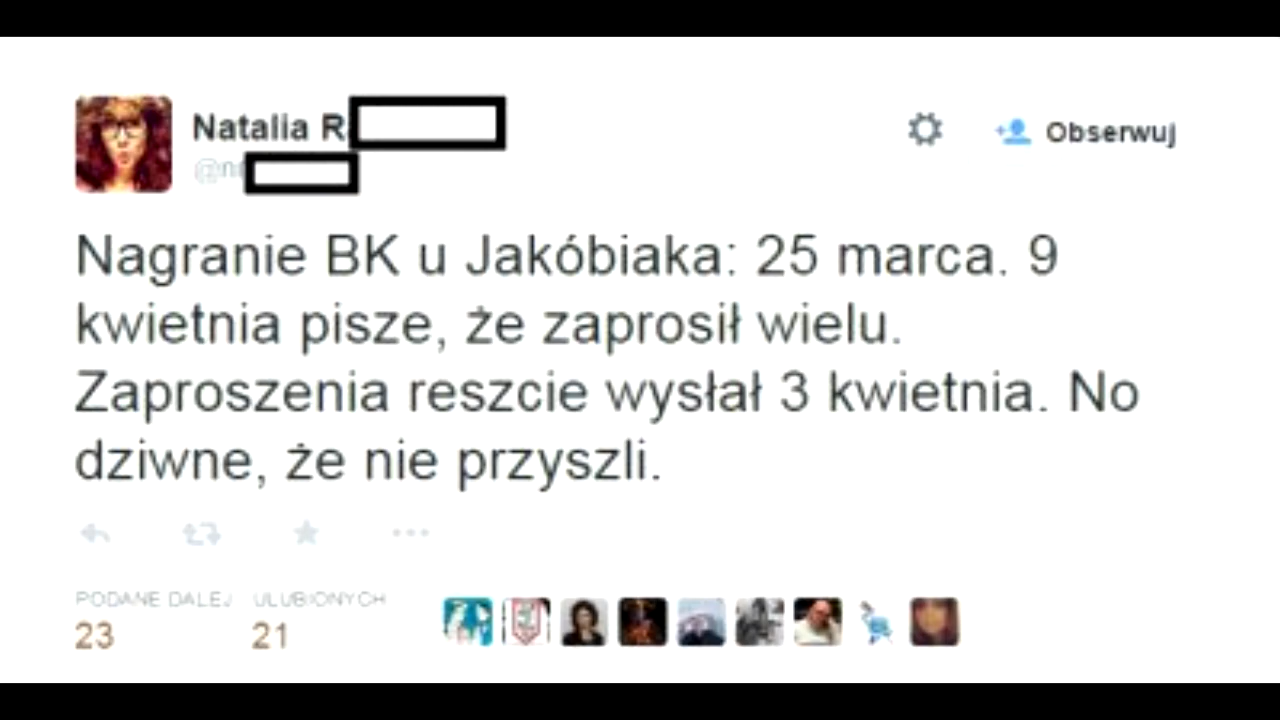 Natalia R
@n
Obserwuj
Nagranie BK u Jakóbiaka: 25 marca. 9
kwietnia pisze, że zaprosił wielu.
Zaproszenia reszcie wysłał 3 kwietnia. No
dziwne, że nie przyszli.
PODANE DALEJ ULUBIONYCH
23 21